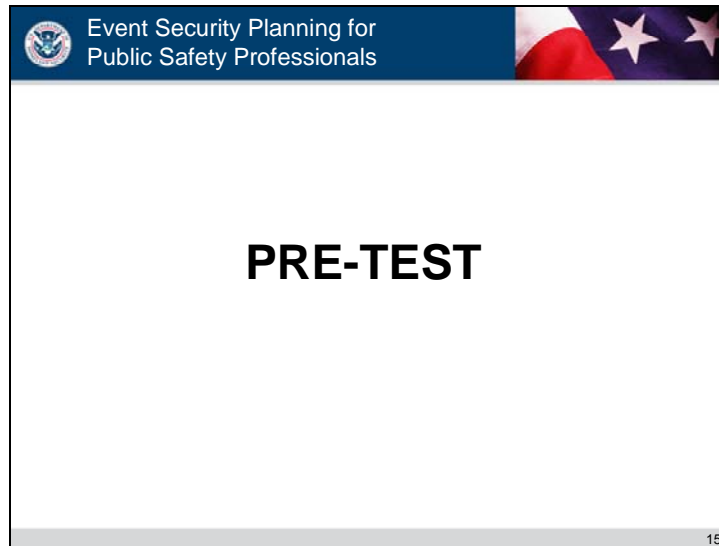 Event Security Planning for
Public Safety Professionals
PRE-TEST
15